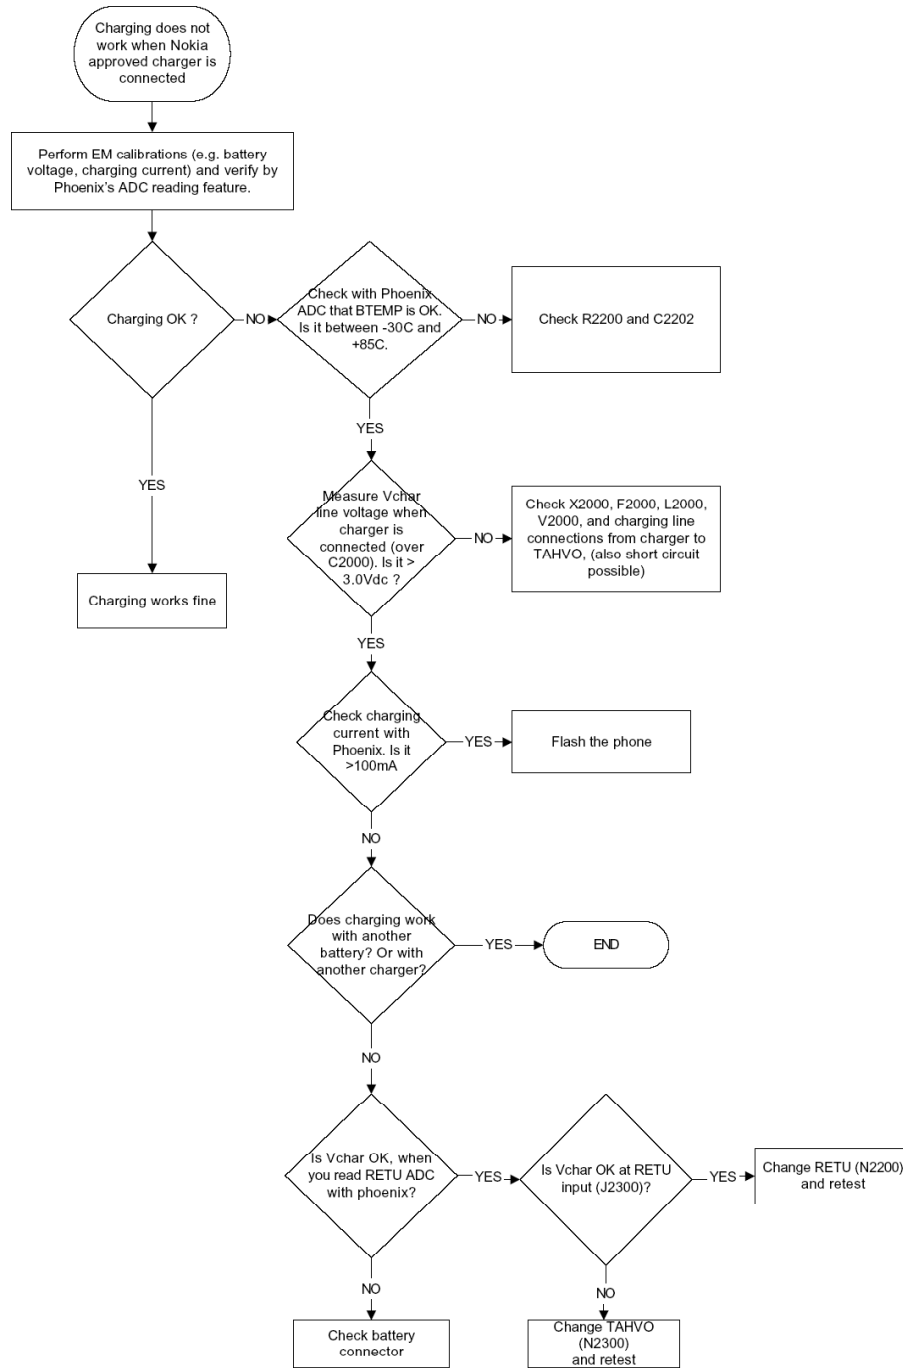 Charging does not
work when Nokia
approved charger is
connected
Perform EM calibrations (e.g. battery
voltage, charging current) and verify by
Phoenix's ADC reading feature.
Charging OK ?
NO
Check with Phoenix
ADC that BTEMP is OK.
Is it between -30C and
+85C.
NO
Check R2200 and C2202
YES
YES
Charging works fine
Measure Vchar
line voltage when
charger is
connected (over
C2000). Is it >
3.0Vdc ?
NO
Check X2000, F2000, L2000,
V2000, and charging line
connections from charger to
TAHVO, (also short circuit
possible)
YES
Check charging
current with
Phoenix. Is it
>100mA
YES
Flash the phone
NO
Does charging work
with another
battery? Or with
another charger?
YES
END
NO
Is Vchar OK, when
you read RETU ADC
with phoenix?
YES
Is Vchar OK at RETU
input (J2300)?
YES
Change RETU (N2200)
and retest
NO
Check battery
connector
NO
Change TAHVO
(N2300)
and retest